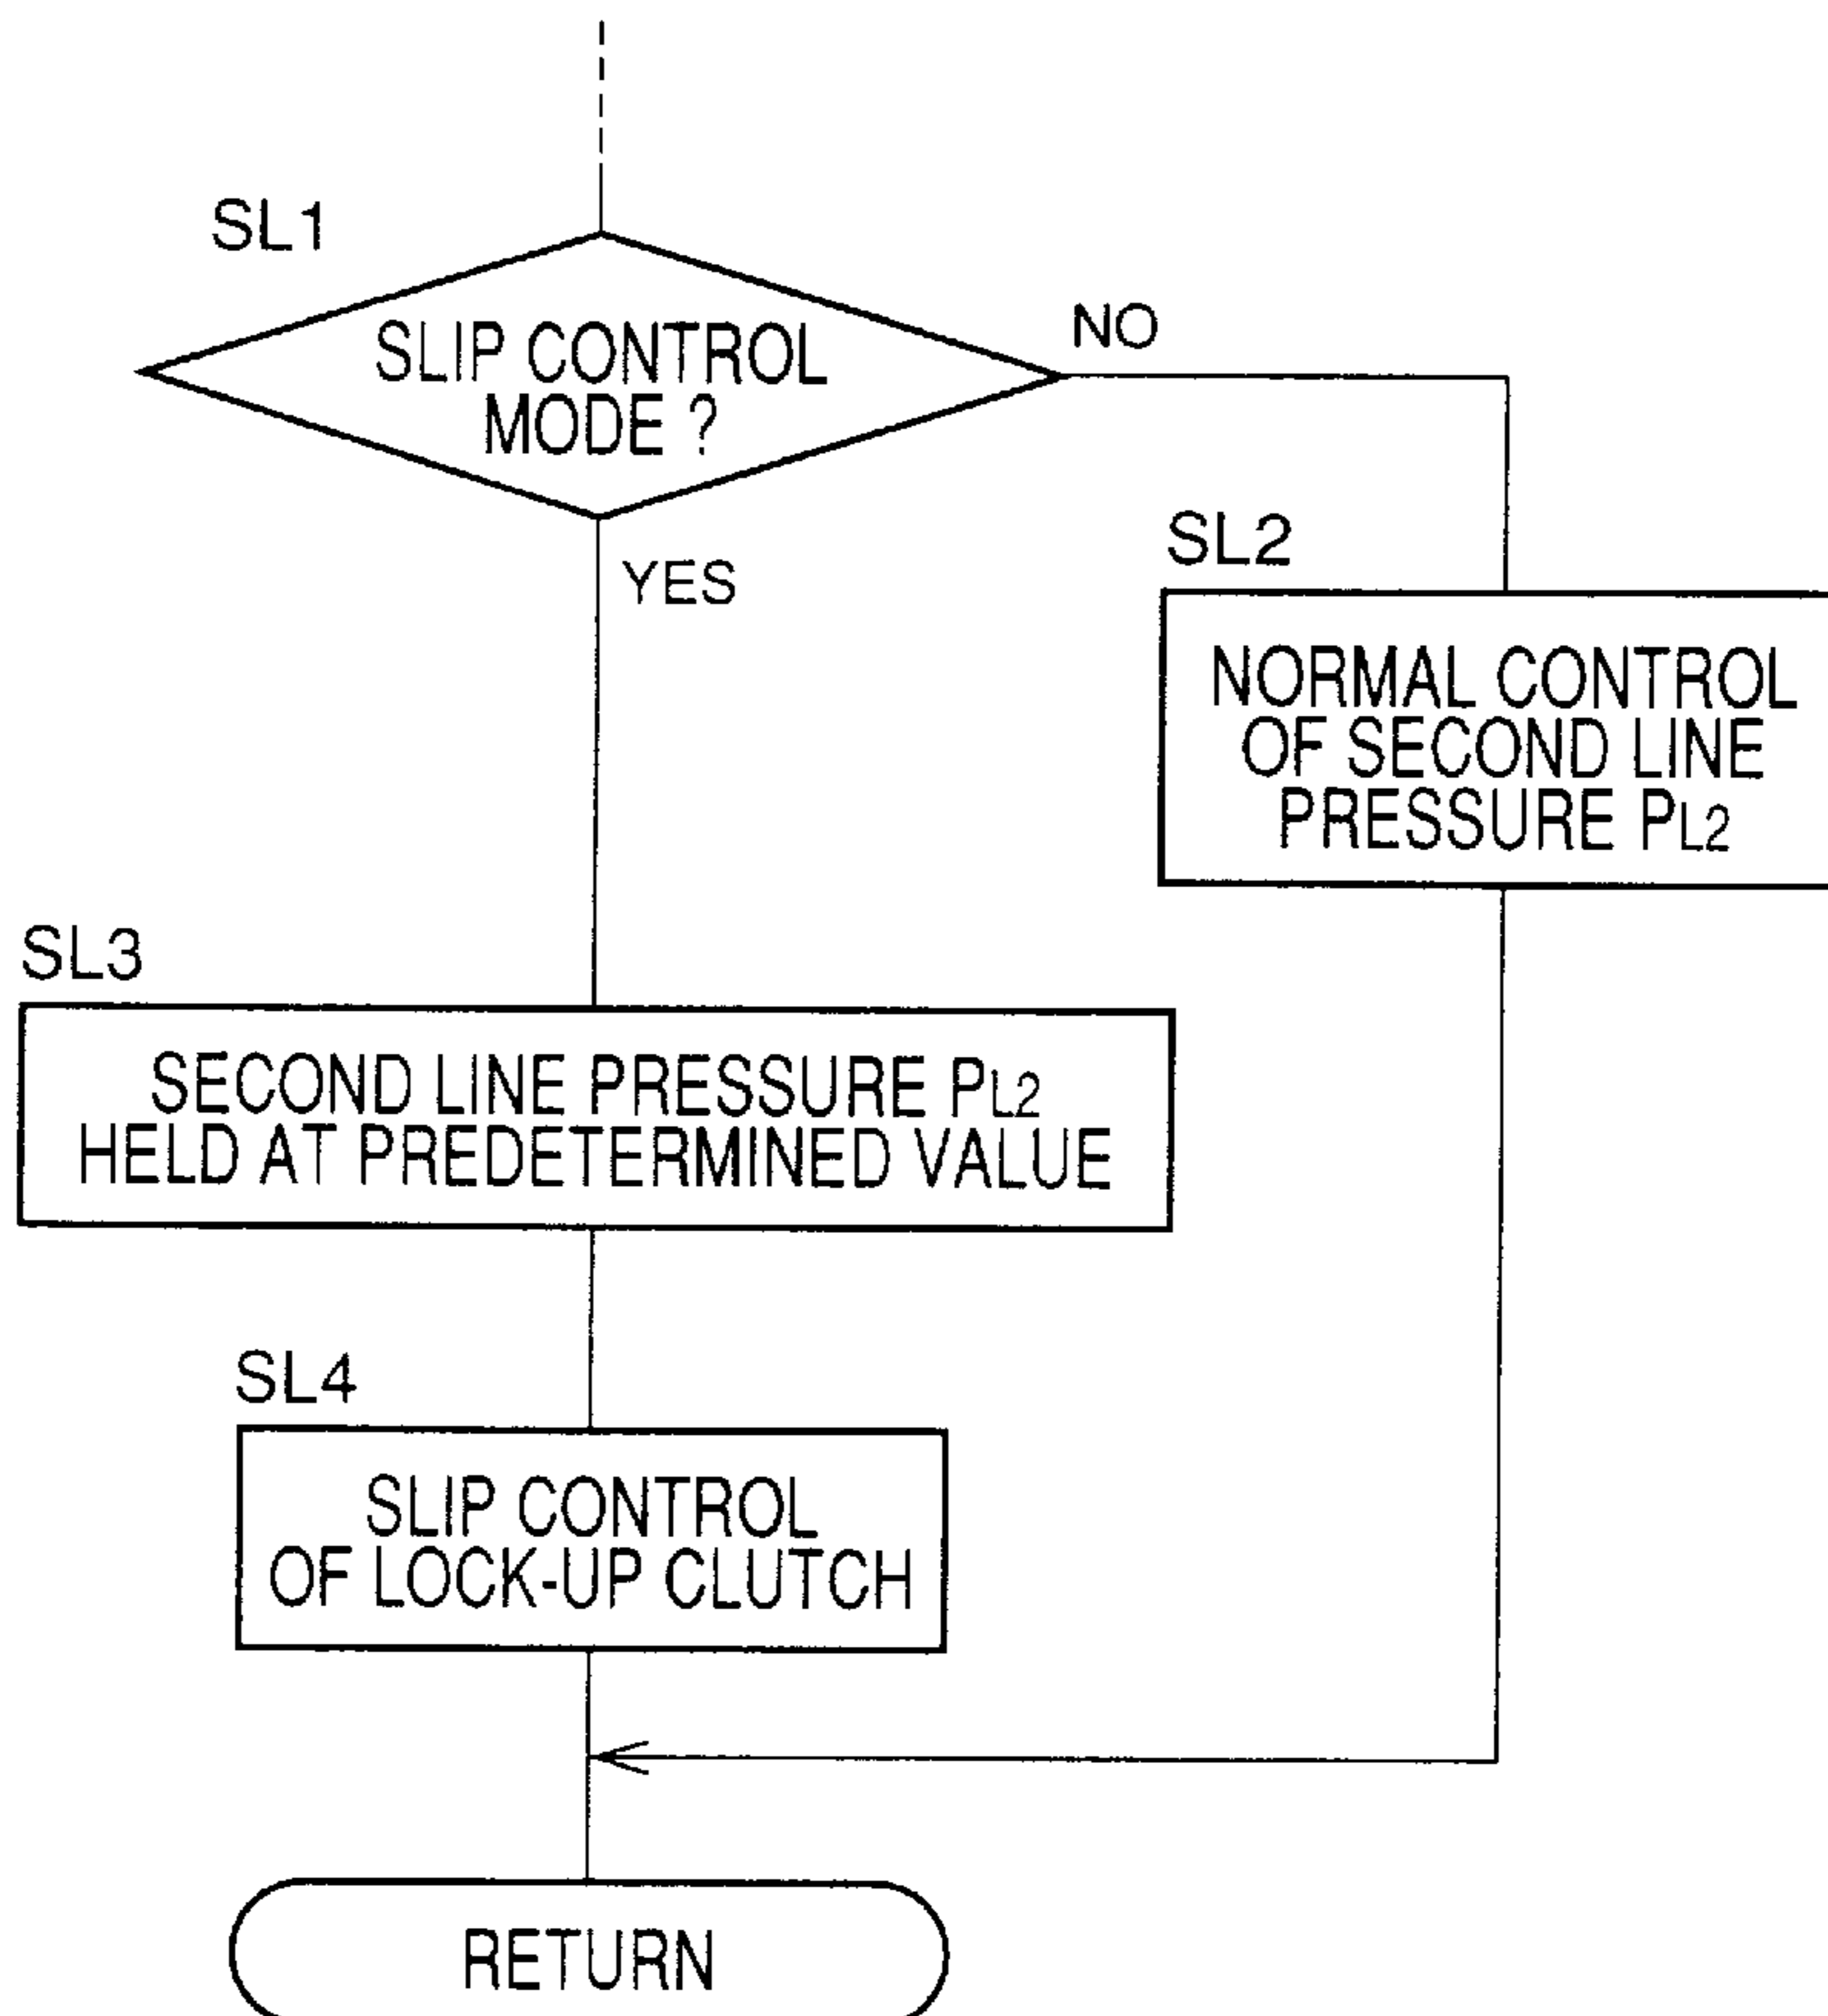 SL1
SLIP CONTROL
MODE ?
NO
YES
SL2
NORMAL CONTROL
OF SECOND LINE
PRESSURE PL2
SL3
SECOND LINE PRESSURE PL2
HELD AT PREDETERMINED VALUE
SL4
SLIP CONTROL
OF LOCK-UP CLUTCH
RETURN